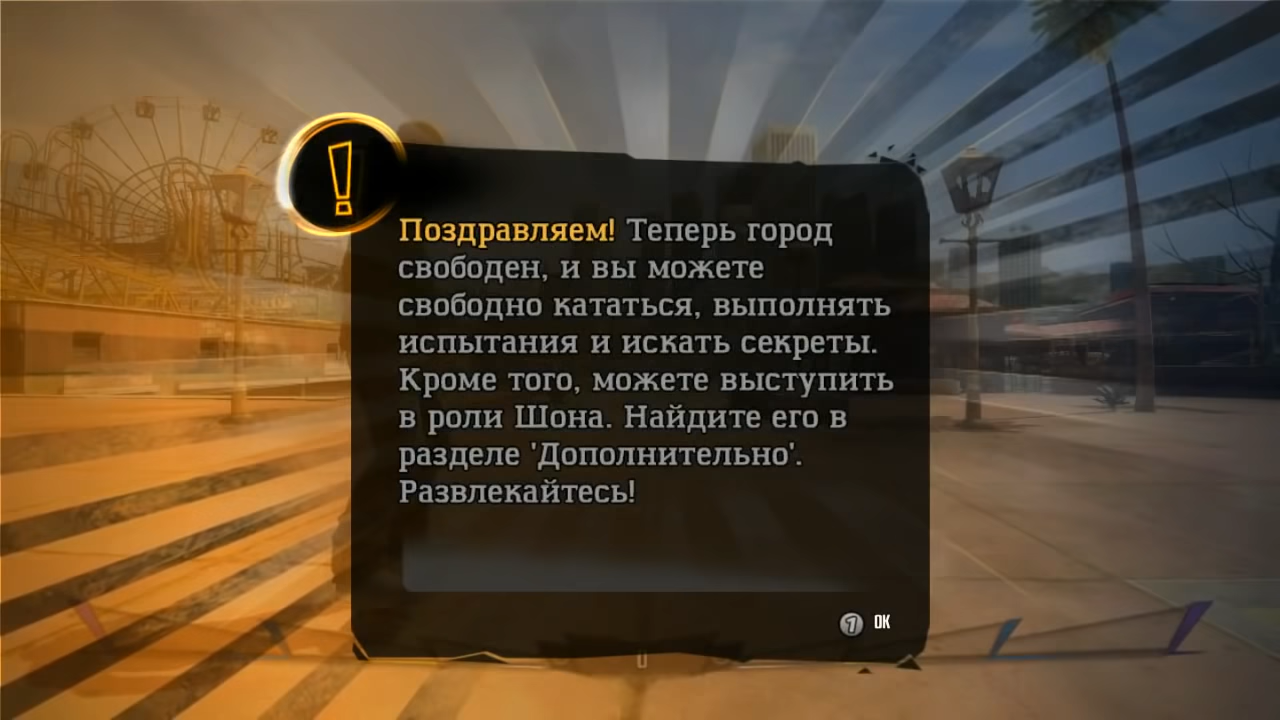 Поздравляем! Теперь город
свободен, и вы можете
свободно кататься, выполнять
испытания и искать секреты.
Кроме того, можете выступить
в роли Шона. Найдите его в
разделе 'Дополнительно'.
Развлекайтесь!
1 OK